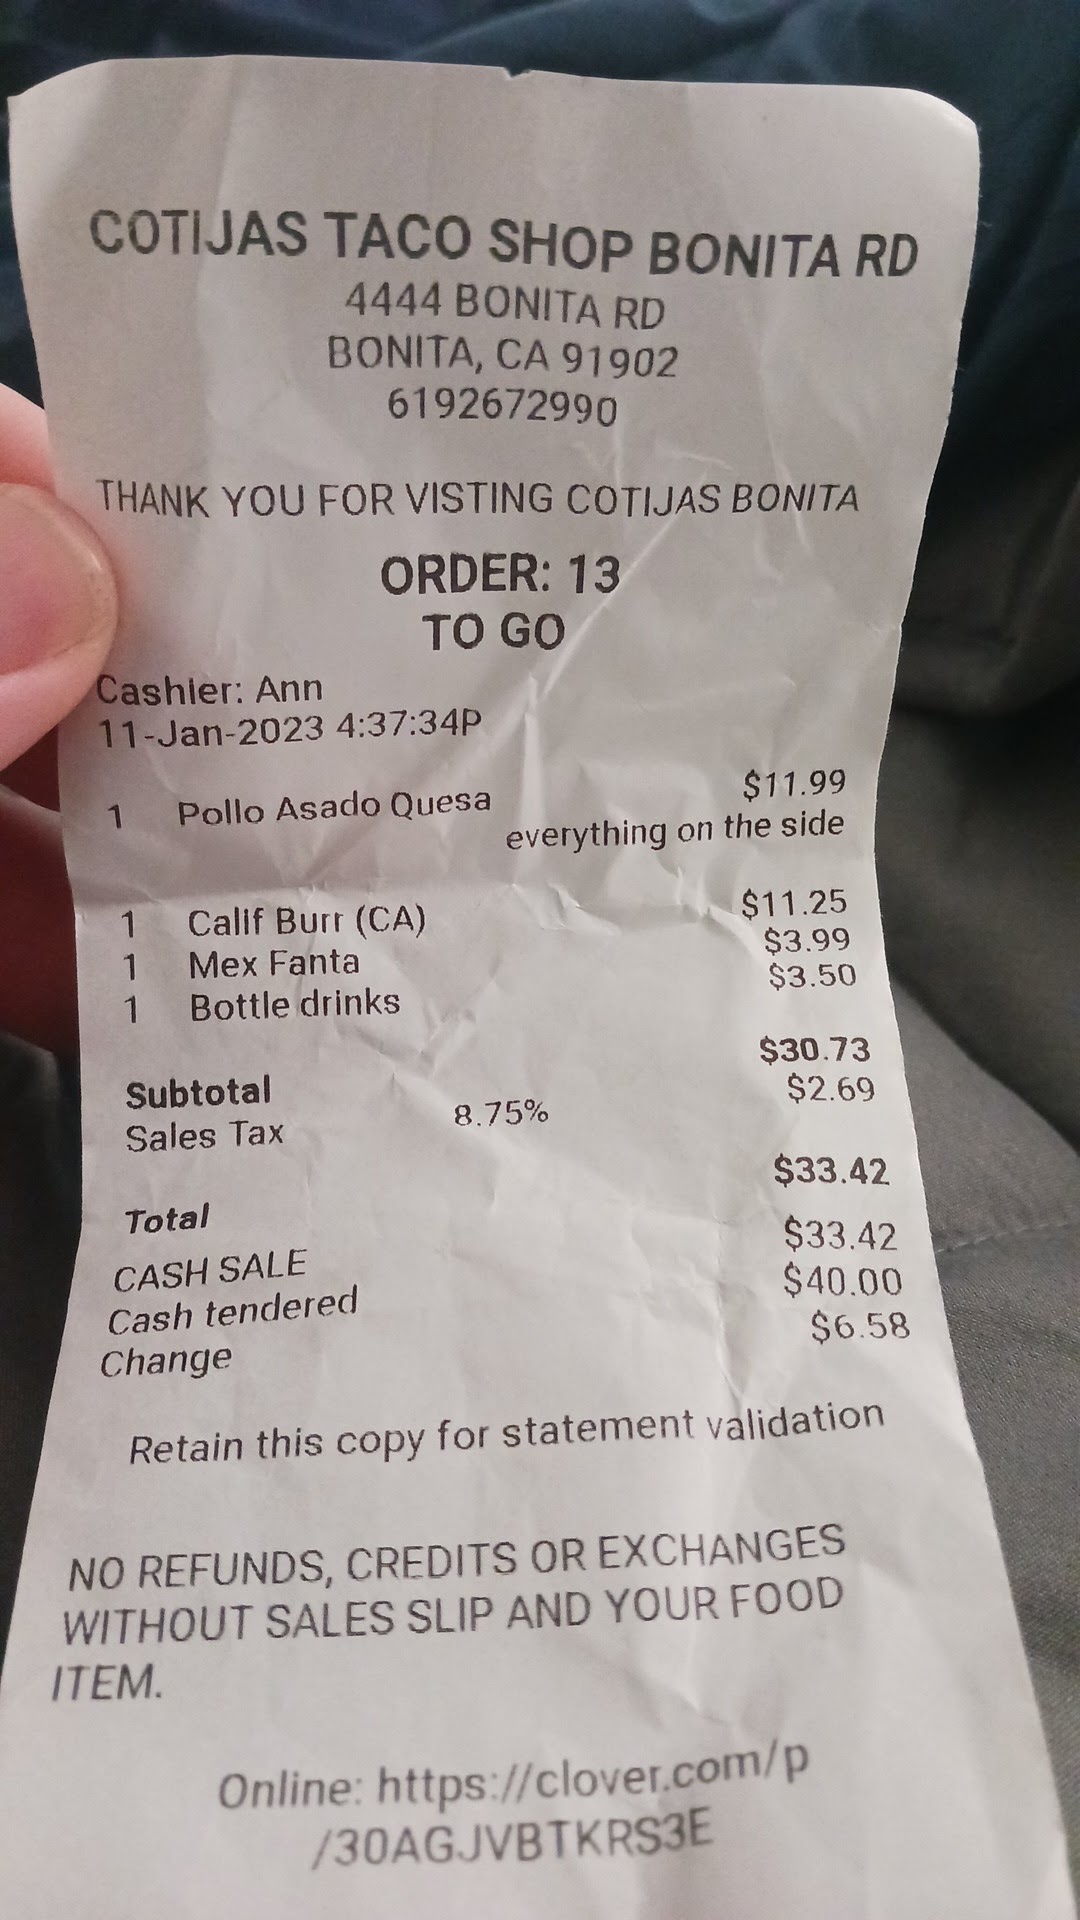 COTIJAS TACO SHOP BONITA RD
4444 BONITA RD
BONITA, CA 91902
6192672990
THANK YOU FOR VISTING COTIJAS BONITA
ORDER: 13
TO GO
Cashier: Ann
11-Jan-2023 4:37:34P
1 Pollo Asado Quesa $11.99
everything on the side
1 Calif Burr (CA) $11.25
1 Mex Fanta $3.99
1 Bottle drinks $3.50
Subtotal $30.73
Sales Tax 8.75% $2.69
Total $33.42
CASH SALE $33.42
Cash tendered $40.00
Change $6.58
Retain this copy for statement validation
NO REFUNDS, CREDITS OR EXCHANGES
WITHOUT SALES SLIP AND YOUR FOOD
ITEM.
Online: https://clover.com/p
/30AGJVBTKRS3E